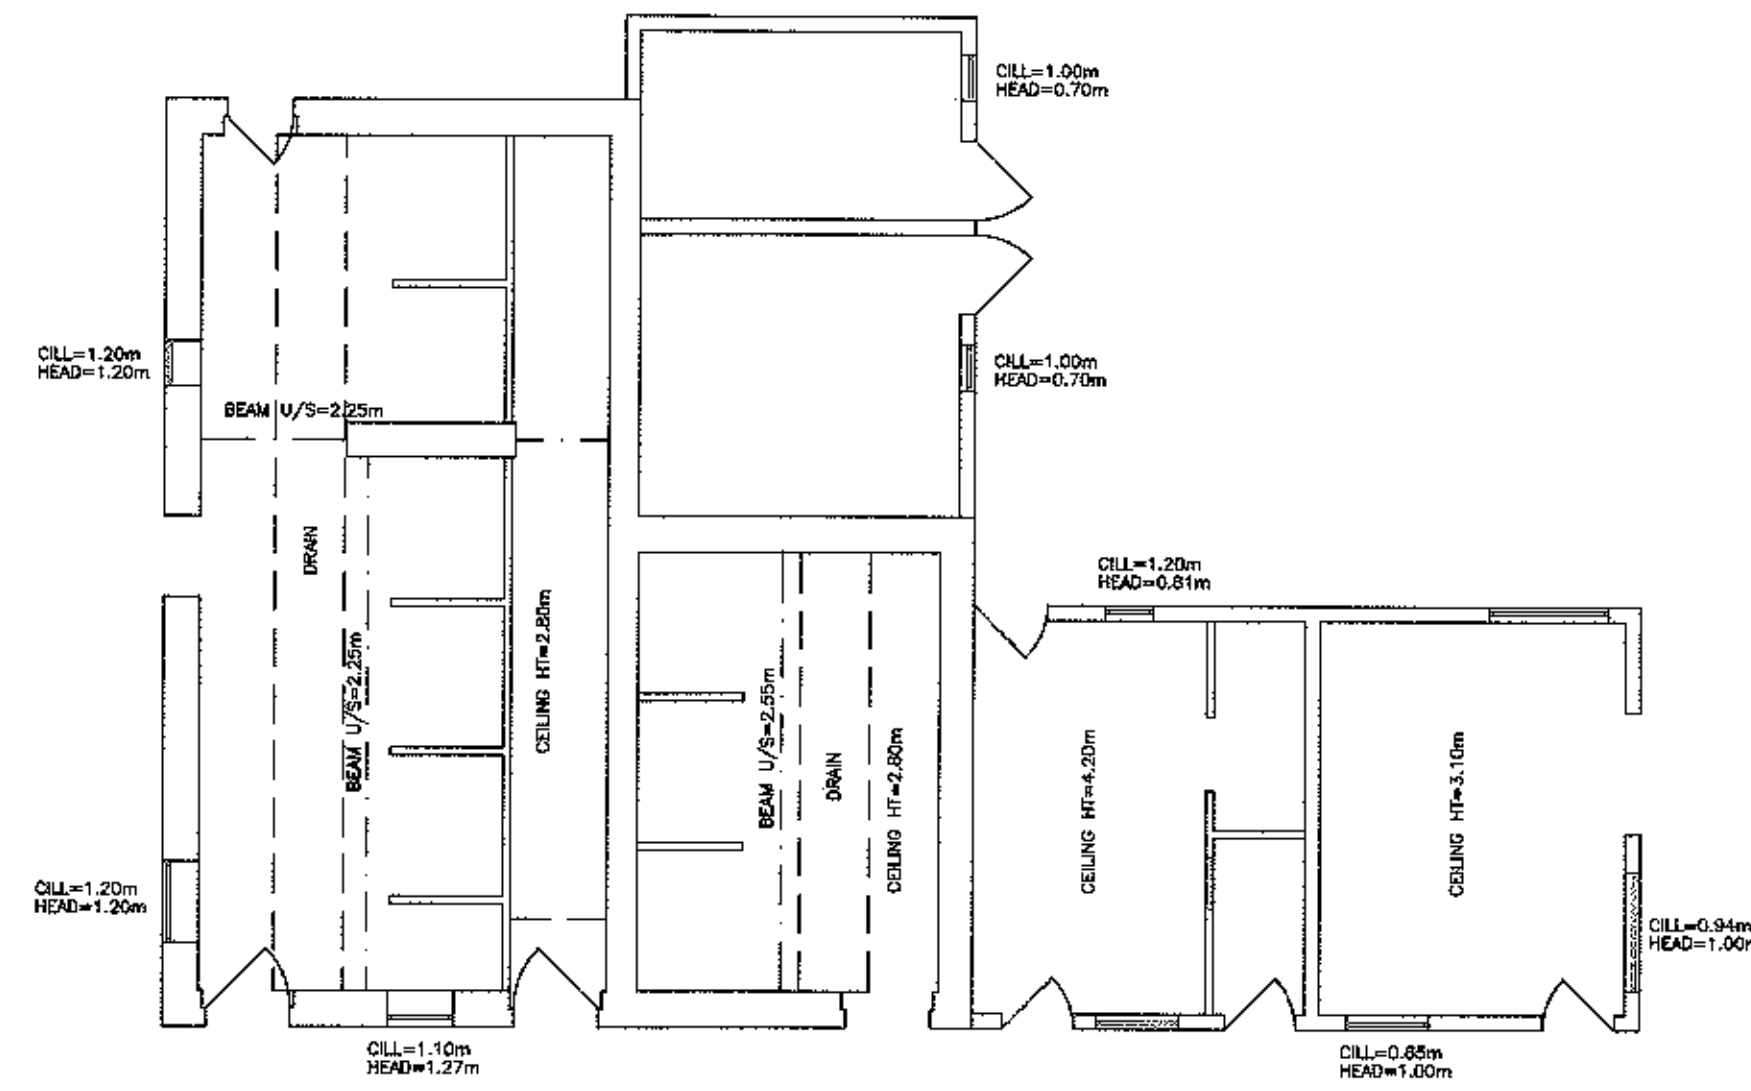 CILL=1.00m
HEAD=0.70m
CILL=1.20m
HEAD=1.20m
CILL=1.00m
HEAD=0.70m
BEAM U/S=2.25m
DRAIN
CILL=1.20m
HEAD=0.81m
BEAM U/S=2.25m
CEILING HT=2.80m
BEAM U/S=2.55m
DRAIN
CEILING HT=2.80m
CEILING HT=4.20m
CEILING HT=3.10m
CILL=1.20m
HEAD=1.20m
CILL=0.94m
HEAD=1.00m
CILL=1.10m
HEAD=1.27m
CILL=0.85m
HEAD=1.00m